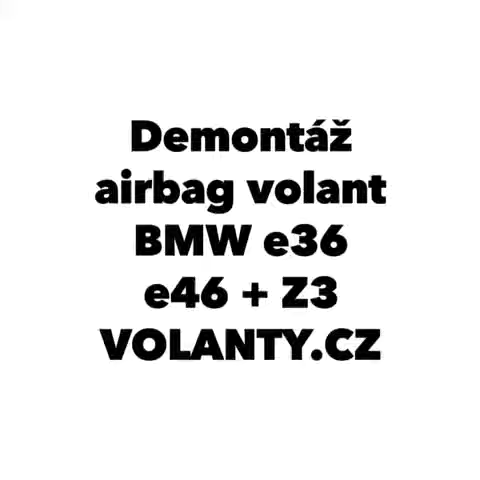 Demontáž
airbag volant
BMW e36
e46 + Z3
VOLANTY.CZ